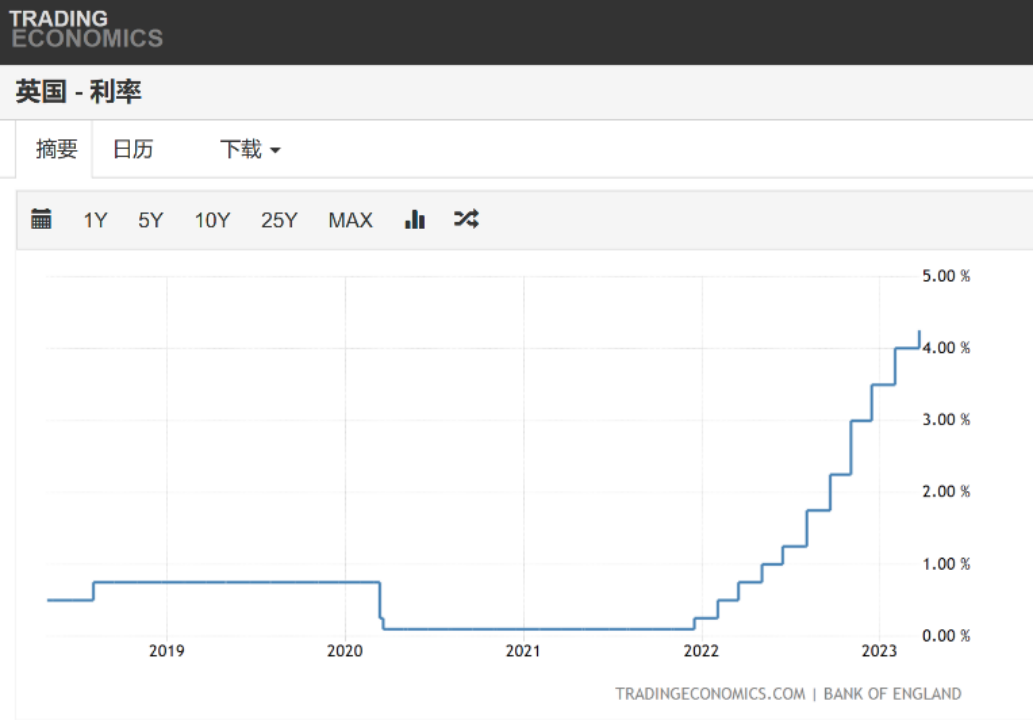 TRADING
ECONOMICS
英国 - 利率
摘要 日历 下载
1Y 5Y 10Y 25Y MAX
5.00 %
4.00 %
3.00 %
2.00 %
1.00 %
0.00 %
2019 2020 2021 2022 2023
TRADINGECONOMICS.COM | BANK OF ENGLAND